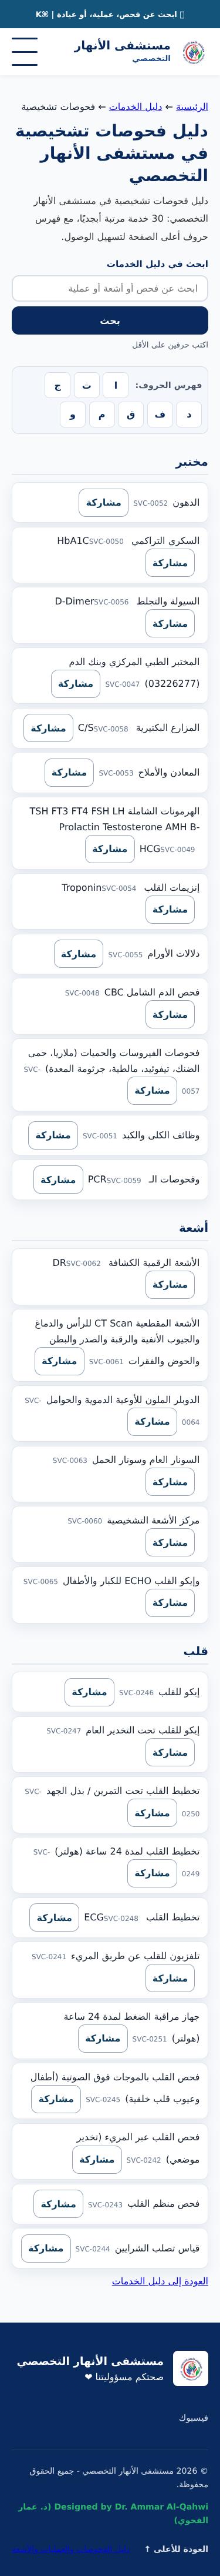 ابحث عن فحص، عملية، أو عيادة | ⌘K
مستشفى الأنهار
التخصصي
الرئيسية ← دليل الخدمات ← فحوصات تشخيصية
دليل فحوصات تشخيصية
في مستشفى الأنهار
التخصصي
دليل فحوصات تشخيصية في مستشفى الأنهار
التخصصي: 30 خدمة مرتبة أبجديًا، مع فهرس
حروف أعلى الصفحة لتسهيل الوصول.
ابحث في دليل الخدمات
ابحث عن فحص أو أشعة أو عملية
بحث
اكتب حرفين على الأقل
فهرس الحروف: ا ت ج
د ف ق م و
مختبر
الدهون SVC-0052 مشاركة
السكري التراكمي HbA1C SVC-0050
مشاركة
السيولة والتجلط D-Dimer SVC-0056
مشاركة
المختبر الطبي المركزي وبنك الدم
(03226277) SVC-0047 مشاركة
المزارع البكتيرية C/S SVC-0058 مشاركة
المعادن والأملاح SVC-0053 مشاركة
الهرمونات الشاملة TSH FT3 FT4 FSH LH
Prolactin Testosterone AMH B-
HCG SVC-0049 مشاركة
إنزيمات القلب Troponin SVC-0054
مشاركة
دلالات الأورام SVC-0055 مشاركة
فحص الدم الشامل CBC SVC-0048
مشاركة
فحوصات الفيروسات والحميات (ملاريا، حمى
الضنك، تيفوئيد، مالطية، جرثومة المعدة) SVC-
0057 مشاركة
وظائف الكلى والكبد SVC-0051 مشاركة
وفحوصات الـ PCR SVC-0059 مشاركة
أشعة
الأشعة الرقمية الكشافة DR SVC-0062
مشاركة
الأشعة المقطعية CT Scan للرأس والدماغ
والجيوب الأنفية والرقبة والصدر والبطن
والحوض والفقرات SVC-0061 مشاركة
الدوبلر الملون للأوعية الدموية والحوامل SVC-
0064 مشاركة
السونار العام وسونار الحمل SVC-0063
مشاركة
مركز الأشعة التشخيصية SVC-0060
مشاركة
وإيكو القلب ECHO للكبار والأطفال SVC-0065
مشاركة
قلب
إيكو للقلب SVC-0246 مشاركة
إيكو للقلب تحت التخدير العام SVC-0247
مشاركة
تخطيط القلب تحت التمرين / بذل الجهد SVC-
0250 مشاركة
تخطيط القلب لمدة 24 ساعة (هولتر) SVC-
0249 مشاركة
تخطيط القلب ECG SVC-0248 مشاركة
تلفزيون للقلب عن طريق المريء SVC-0241
مشاركة
جهاز مراقبة الضغط لمدة 24 ساعة
(هولتر) SVC-0251 مشاركة
فحص القلب بالموجات فوق الصوتية (أطفال
وعيوب قلب خلقية) SVC-0245 مشاركة
فحص القلب عبر المريء (تخدير
موضعي) SVC-0242 مشاركة
فحص منظم القلب SVC-0243 مشاركة
قياس تصلب الشرايين SVC-0244 مشاركة
العودة إلى دليل الخدمات
مستشفى الأنهار التخصصي
صحتكم مسؤوليتنا ❤
فيسبوك
© 2026 مستشفى الأنهار التخصصي - جميع الحقوق
محفوظة.
Designed by Dr. Ammar Al-Qahwi (د. عمار
القحوي)
العودة للأعلى ↑